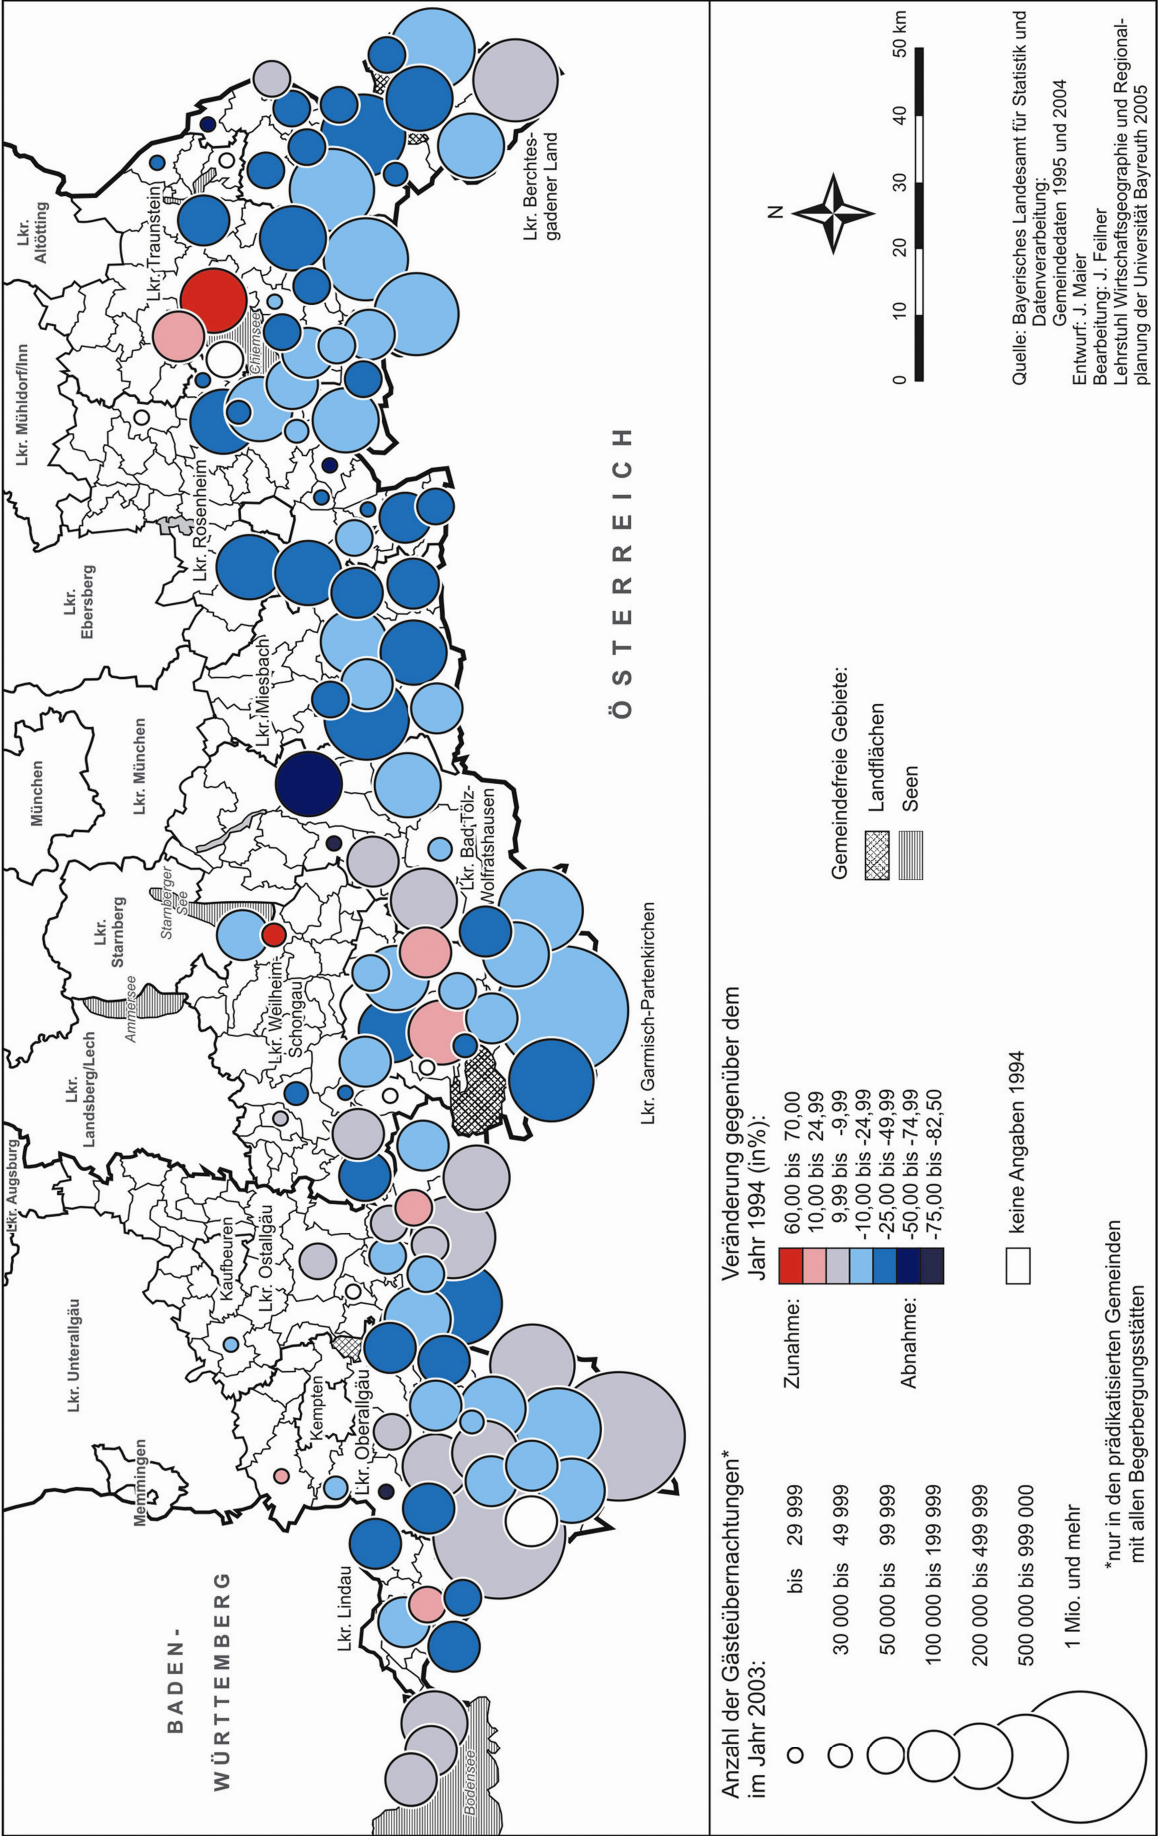 BADEN-
WÜRTTEMBERG
Memmingen
Lkr. Unterallgäu
Lkr. Augsburg
Lkr.
Landsberg/Lech
Ammersee
Lkr.
Starnberg
Starnberger
See
München
Lkr. München
Lkr.
Ebersberg
Lkr. Mühldorf/Inn
Lkr.
Altötting
Lkr. Lindau
Bodensee
Lkr. Oberallgäu
Kempten
Kaufbeuren
Lkr. Ostallgäu
Lkr. Weilheim-
Schongau
Lkr. Garmisch-Partenkirchen
Lkr. Bad Tölz-
Wolfratshausen
Lkr. Miesbach
Lkr. Rosenheim
Chiemsee
Lkr. Traunstein
Lkr. Berchtes-
gadener Land
ÖSTERREICH
Anzahl der Gästeübernachtungen*
im Jahr 2003:
bis 29 999
30 000 bis 49 999
50 000 bis 99 999
100 000 bis 199 999
200 000 bis 499 999
500 000 bis 999 000
1 Mio. und mehr
*nur in den prädikatisierten Gemeinden
mit allen Begerbergungsstätten
Veränderung gegenüber dem
Jahr 1994 (in%):
Zunahme:
60,00 bis 70,00
10,00 bis 24,99
9,99 bis -9,99
-10,00 bis -24,99
-25,00 bis -49,99
Abnahme:
-50,00 bis -74,99
-75,00 bis -82,50
keine Angaben 1994
Gemeindefreie Gebiete:
Landflächen
Seen
N
0 10 20 30 40 50 km
Quelle: Bayerisches Landesamt für Statistik und
Datenverarbeitung:
Gemeindedaten 1995 und 2004
Entwurf: J. Maier
Bearbeitung: J. Feilner
Lehrstuhl Wirtschaftsgeographie und Regional-
planung der Universität Bayreuth 2005